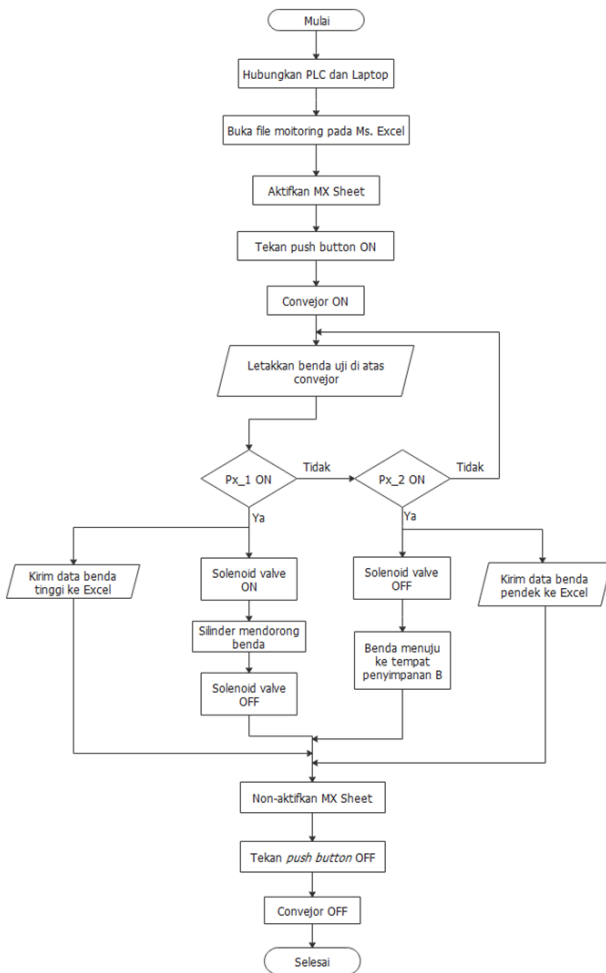 Mulai
Hubungkan PLC dan Laptop
Buka file moitoring pada Ms. Excel
Aktifkan MX Sheet
Tekan push button ON
Convejor ON
Letakkan benda uji di atas
convejor
Px_1 ON
Tidak
Px_2 ON
Tidak
Ya
Ya
Kirim data benda
tinggi ke Excel
Solenoid valve
ON
Solenoid valve
OFF
Kirim data benda
pendek ke Excel
Silinder mendorong
benda
Benda menuju
ke tempat
penyimpanan B
Solenoid valve
OFF
Non-aktifkan MX Sheet
Tekan push button OFF
Convejor OFF
Selesai